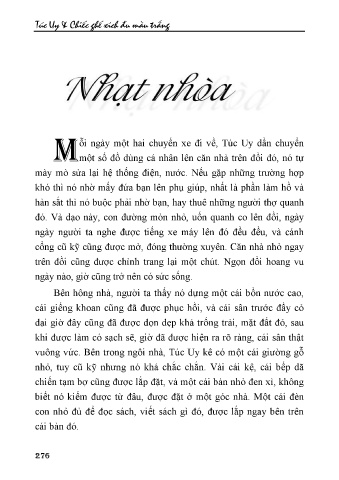 Túc Uy & Chiếc ghế xích đu màu trắng
Nhạt nhòa
Mỗi ngày một hai chuyến xe đi về, Túc Uy dần chuyển
một số đồ dùng cá nhân lên căn nhà trên đồi đó, nó tự
mày mò sửa lại hệ thống điện, nước. Nếu gặp những trường hợp
khó thì nó nhờ mấy đứa bạn lên phụ giúp, nhất là phần làm hồ và
hàn sắt thì nó buộc phải nhờ bạn, hay thuê những người thợ quanh
đó. Và dạo này, con đường mòn nhỏ, uốn quanh co lên đồi, ngày
ngày người ta nghe được tiếng xe máy lên đó đều đều, và cánh
cổng cũ kỹ cũng được mở, đóng thường xuyên. Căn nhà nhỏ ngay
trên đồi cũng được chỉnh trang lại một chút. Ngọn đồi hoang vu
ngày nào, giờ cũng trở nên có sức sống.
Bên hông nhà, người ta thấy nó dựng một cái bồn nước cao,
cái giếng khoan cũng đã được phục hồi, và cái sân trước đầy cỏ
dại giờ đây cũng đã được dọn dẹp khá trống trải, mặt đất đỏ, sau
khi được làm cỏ sạch sẽ, giờ đã được hiện ra rõ ràng, cái sân thật
vuông vức. Bên trong ngôi nhà, Túc Uy kê có một cái giường gỗ
nhỏ, tuy cũ kỹ nhưng nó khá chắc chắn. Vài cái kệ, cái bếp dã
chiến tạm bợ cũng được lắp đặt, và một cái bàn nhỏ đen xì, không
biết nó kiếm được từ đâu, được đặt ở một góc nhà. Một cái đèn
con nhỏ đủ để đọc sách, viết sách gì đó, được lắp ngay bên trên
cái bàn đó.
276